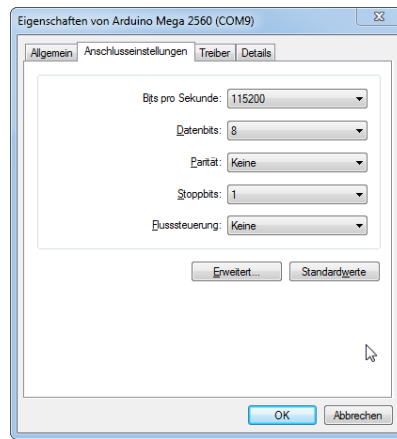 Eigenschaften von Arduino Mega 2560 (COM9)
Allgemein Anschlusseinstellungen Treiber Details
Bits pro Sekunde: 115200
Datenbits: 8
Parität: Keine
Stoppbits: 1
Flusssteuerung: Keine
Erweitert... Standardwerte
OK Abbrechen